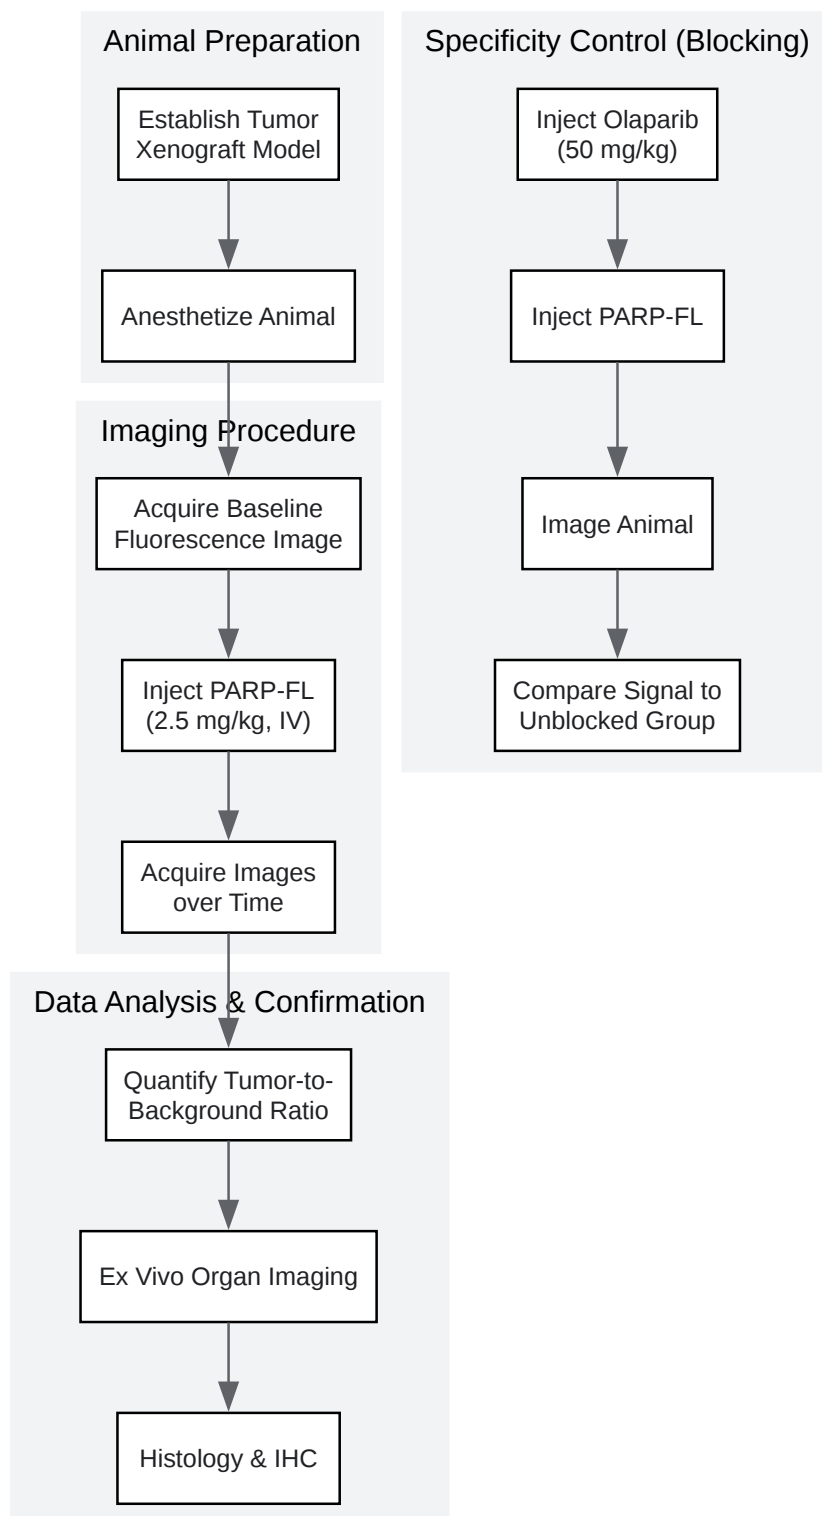 Animal Preparation
Establish Tumor
Xenograft Model
Anesthetize Animal
Imaging Procedure
Acquire Baseline
Fluorescence Image
Inject PARP-FL
(2.5 mg/kg, IV)
Acquire Images
over Time
Data Analysis & Confirmation
Quantify Tumor-to-
Background Ratio
Ex Vivo Organ Imaging
Histology & IHC
Specificity Control (Blocking)
Inject Olaparib
(50 mg/kg)
Inject PARP-FL
Image Animal
Compare Signal to
Unblocked Group